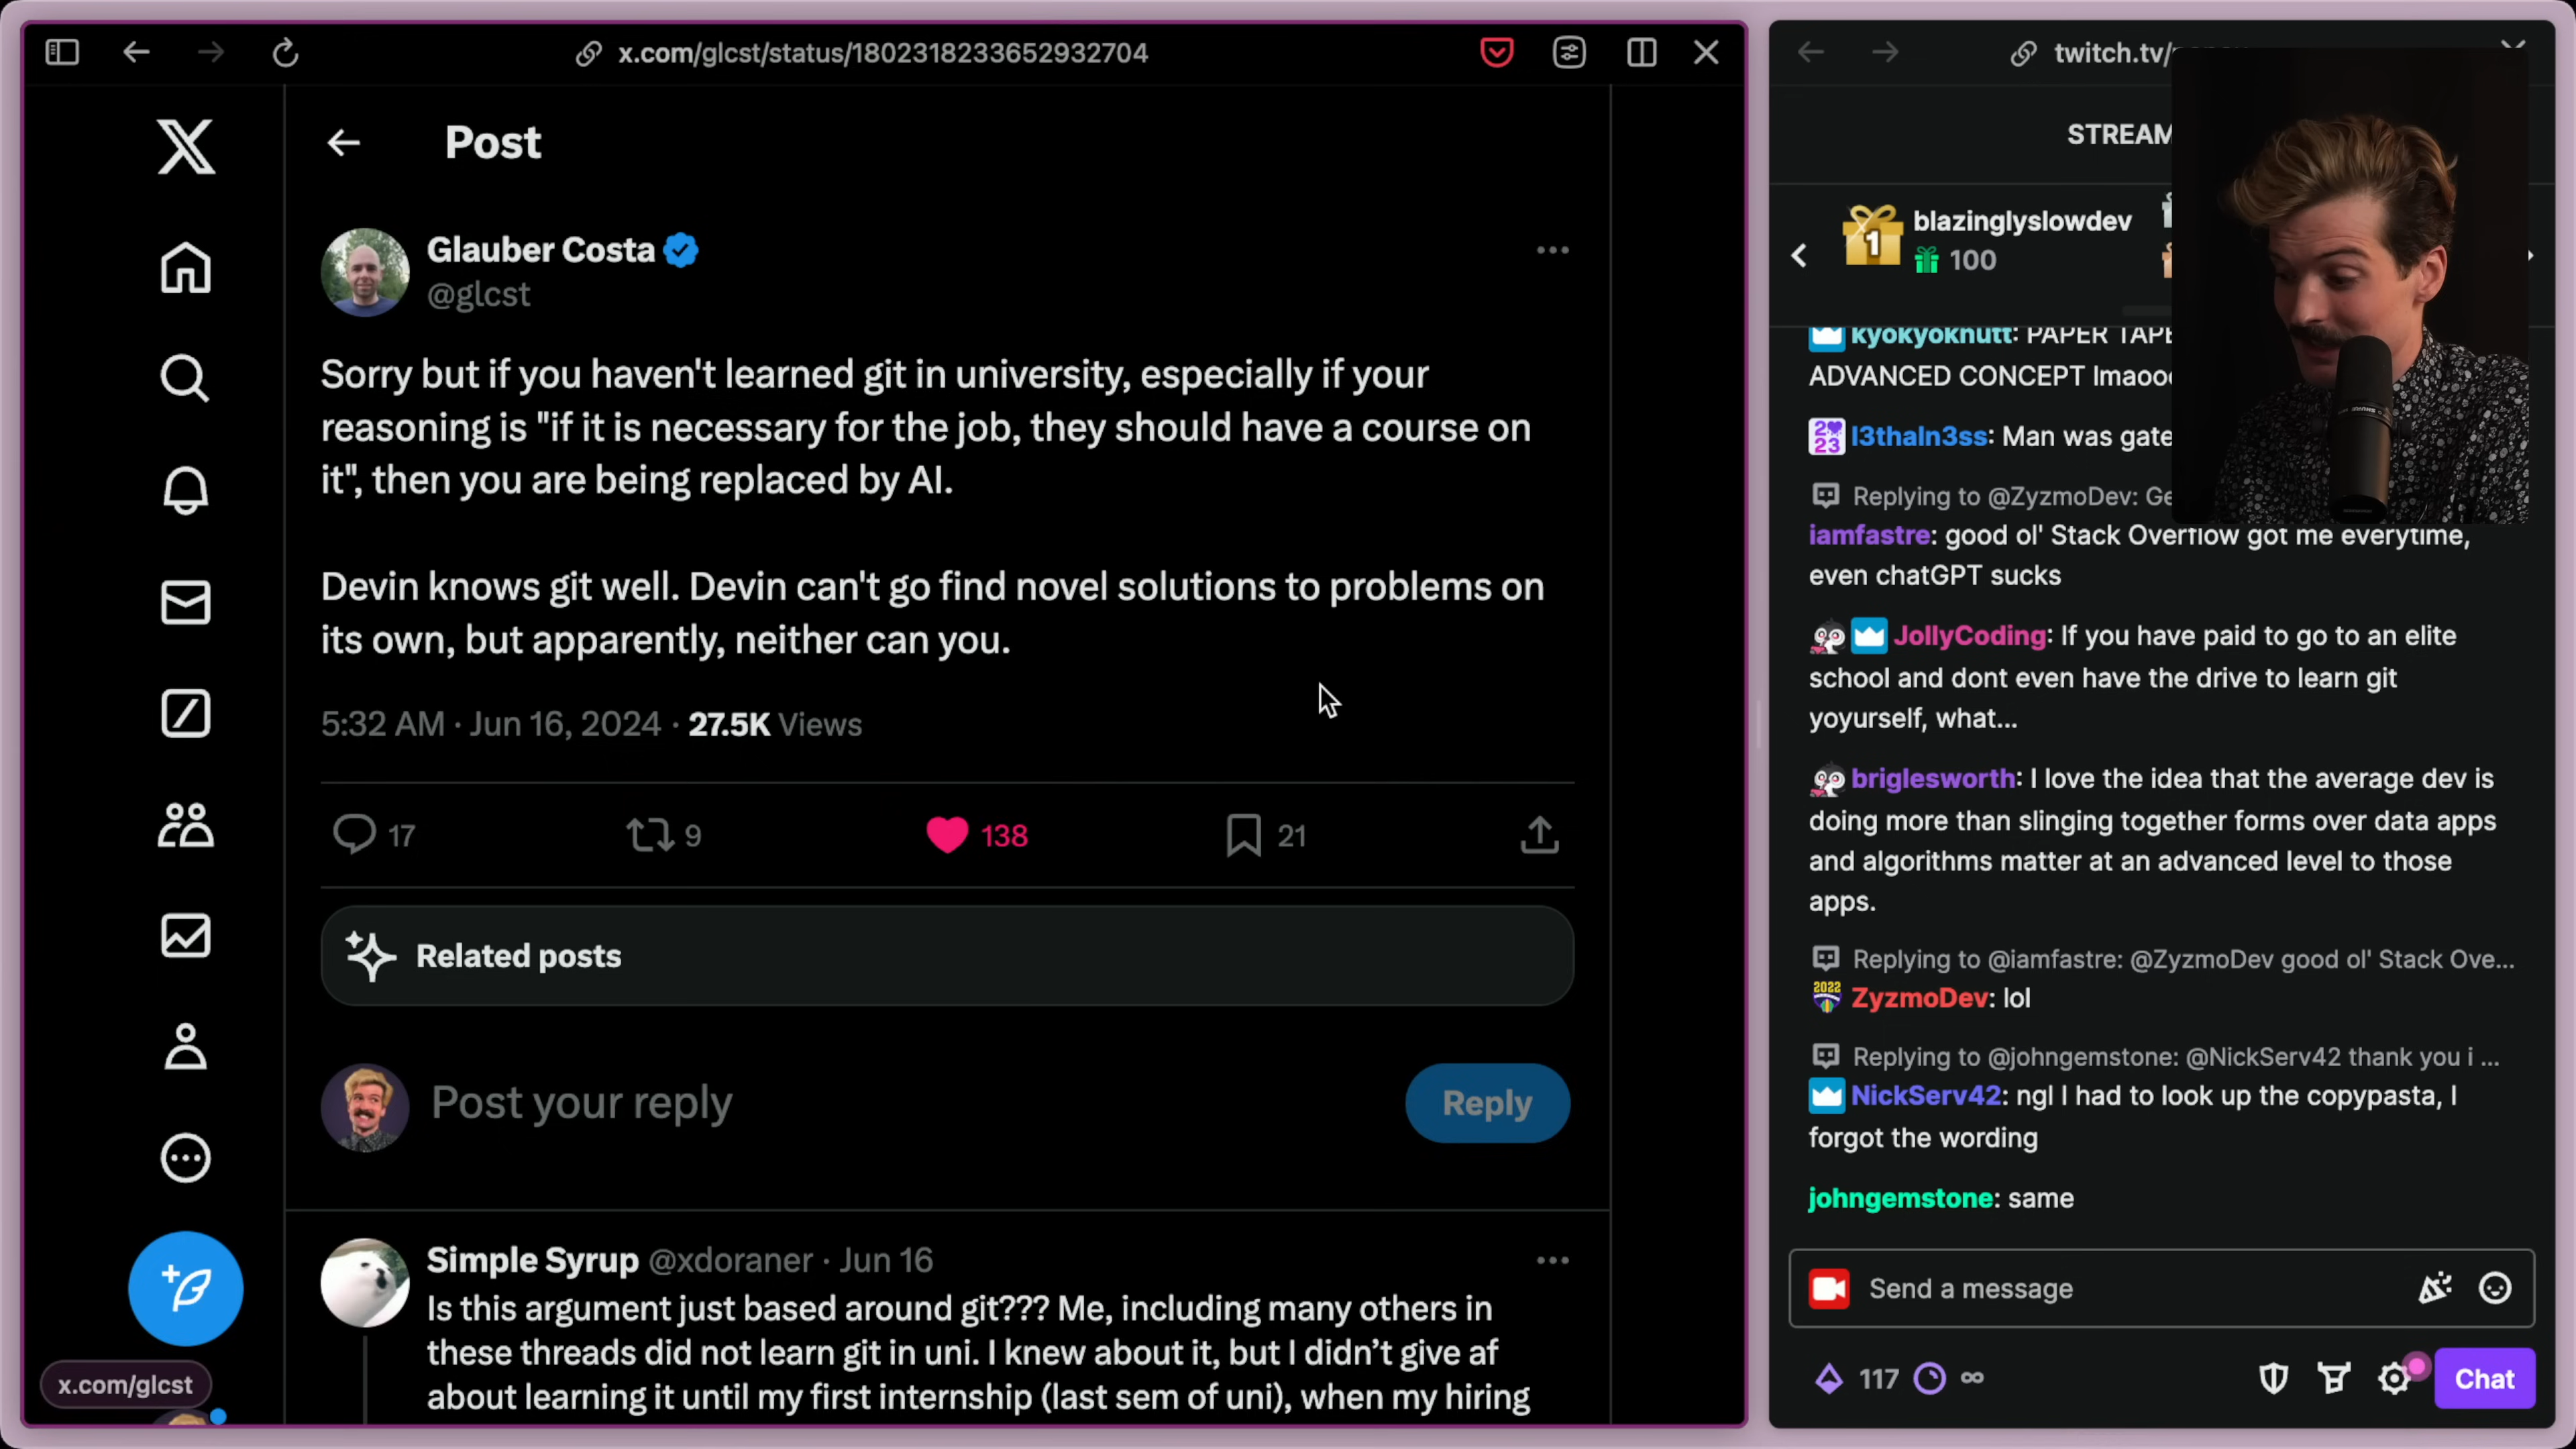 x.com/glcst/status/1802318233652932704
Post
Glauber Costa
@glcst
Sorry but if you haven't learned git in university, especially if your
reasoning is "if it is necessary for the job, they should have a course on
it", then you are being replaced by AI.
Devin knows git well. Devin can't go find novel solutions to problems on
its own, but apparently, neither can you.
5:32 AM · Jun 16, 2024 · 27.5K Views
17
9
138
21
Related posts
Post your reply
Reply
Simple Syrup @xdoraner · Jun 16
Is this argument just based around git??? Me, including many others in
these threads did not learn git in uni. I knew about it, but I didn't give af
about learning it until my first internship (last sem of uni), when my hiring
x.com/glcst
twitch.tv/
STREAM
1
blazinglyslowdev
100
kyokyoknutt: PAPER TAPE
ADVANCED CONCEPT
2023
l3thaln3ss: Man was
Replying to @ZyzmoDev:
iamfastre: good ol' Stack Overflow got me everytime,
even chatGPT sucks
JollyCoding: If you have paid to go to an elite
school and dont even have the drive to learn git
yoyurself, what...
briglesworth: I love the idea that the average dev is
doing more than slinging together forms over data apps
and algorithms matter at an advanced level to those
apps.
Replying to @iamfastre: @ZyzmoDev good ol' Stack Ove...
2022
ZyzmoDev: lol
Replying to @johngemstone: @NickServ42 thank you i ...
NickServ42: ngl I had to look up the copypasta, I
forgot the wording
johngemstone: same
Send a message
117
∞
Chat